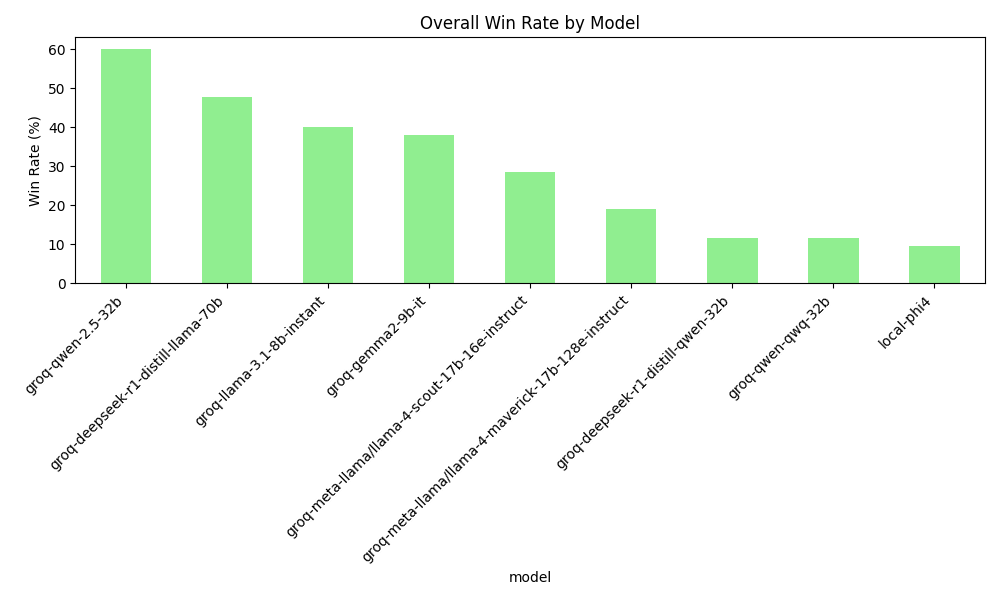 Overall Win Rate by Model
Win Rate (%)
60
50
40
30
20
10
0
groq-qwen-2.5-32b
groq-deepseek-r1-distill-llama-70b
groq-llama-3.1-8b-instant
groq-gemma2-9b-it
groq-meta-llama/llama-4-scout-17b-16e-instruct
groq-meta-llama/llama-4-maverick-17b-128e-instruct
groq-deepseek-r1-distill-qwen-32b
groq-qwen-qwq-32b
local-phi4
model